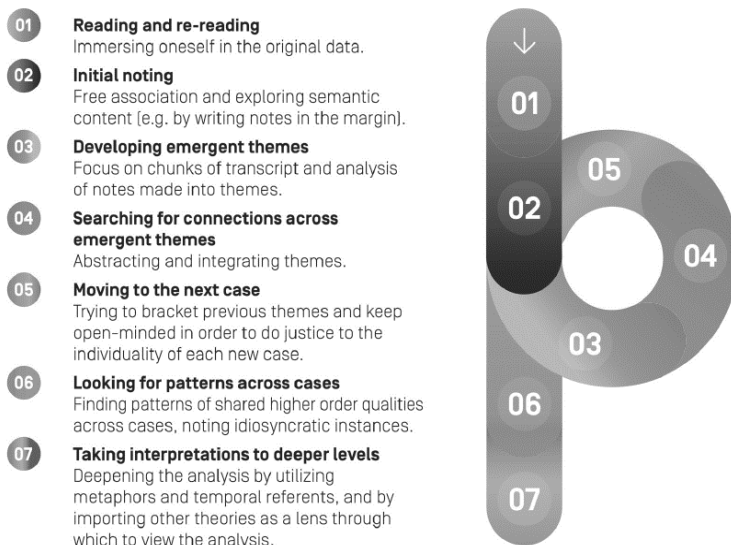 01 Reading and re-reading
Immersing oneself in the original data.
02 Initial noting
Free association and exploring semantic
content (e.g. by writing notes in the margin).
03 Developing emergent themes
Focus on chunks of transcript and analysis
of notes made into themes.
04 Searching for connections across
emergent themes
Abstracting and integrating themes.
05 Moving to the next case
Trying to bracket previous themes and keep
open-minded in order to do justice to the
individuality of each new case.
06 Looking for patterns across cases
Finding patterns of shared higher order qualities
across cases, noting idiosyncratic instances.
07 Taking interpretations to deeper levels
Deepening the analysis by utilizing
metaphors and temporal referents, and by
importing other theories as a lens through
which to view the analysis.
01
02
03
04
05
06
07